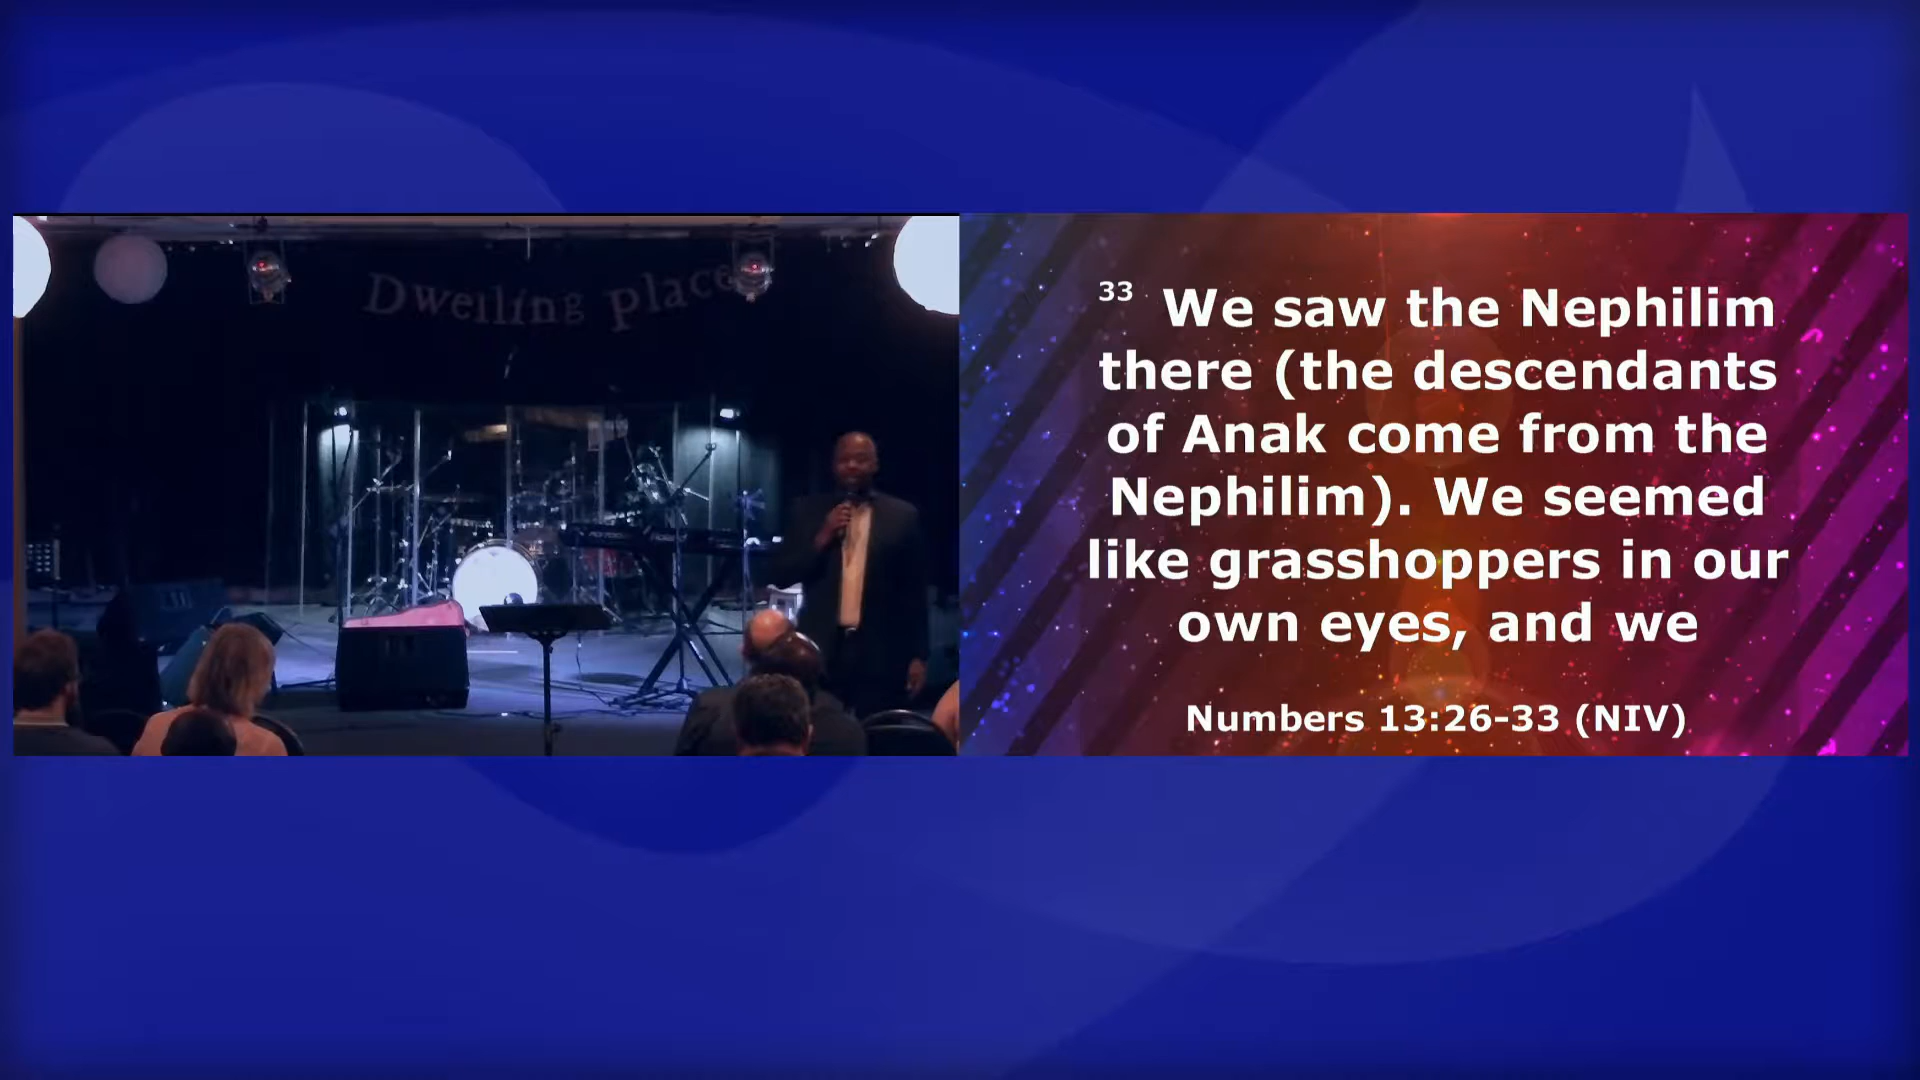 Dwelling place
33 We saw the Nephilim
there (the descendants
of Anak come from the
Nephilim). We seemed
like grasshoppers in our
own eyes, and we
Numbers 13:26-33 (NIV)